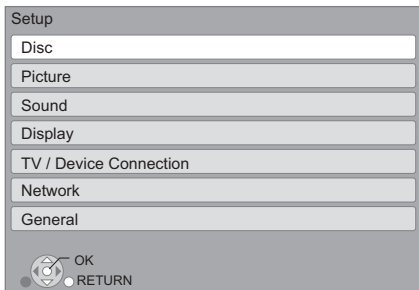 Setup
Disc
Picture
Sound
Display
TV / Device Connection
Network
General
OK
RETURN